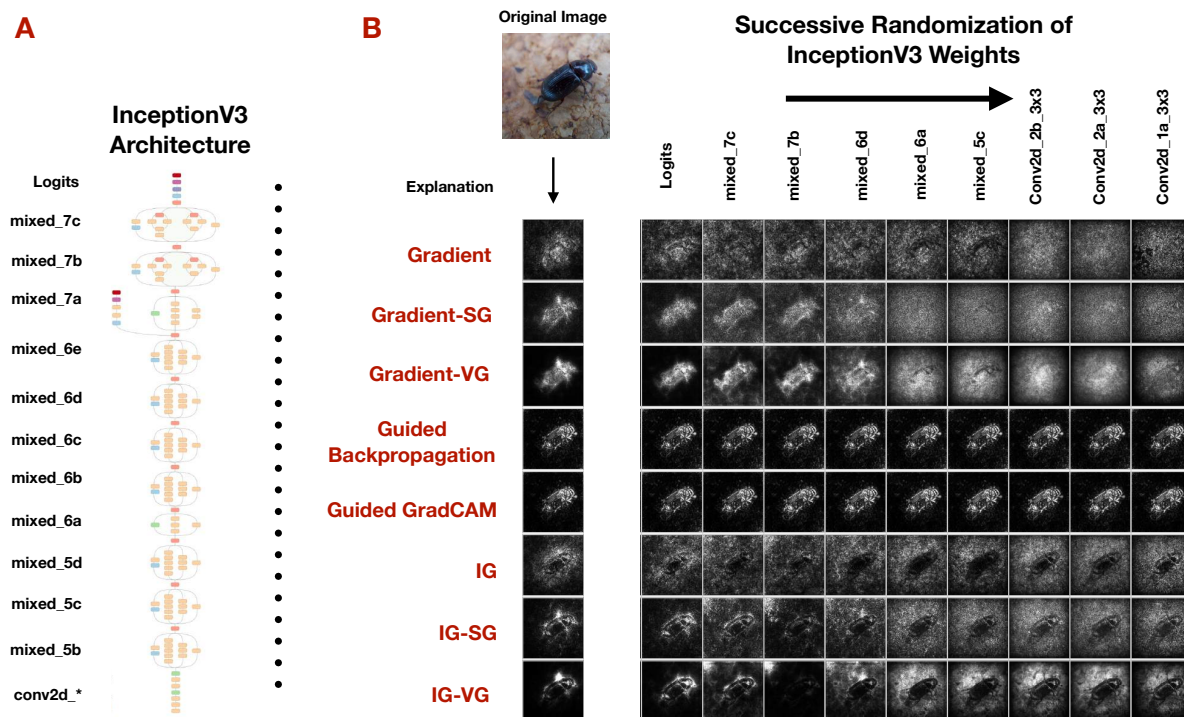 A
InceptionV3
Architecture
Logits
mixed_7c
mixed_7b
mixed_7a
mixed_6e
mixed_6d
mixed_6c
mixed_6b
mixed_6a
mixed_5d
mixed_5c
mixed_5b
conv2d_*
B
Original Image
Successive Randomization of
InceptionV3 Weights
Explanation
Logits
mixed_7c
mixed_7b
mixed_6d
mixed_6a
mixed_5c
Conv2d_2b_3x3
Conv2d_2a_3x3
Conv2d_1a_3x3
Gradient
Gradient-SG
Gradient-VG
Guided
Backpropagation
Guided GradCAM
IG
IG-SG
IG-VG